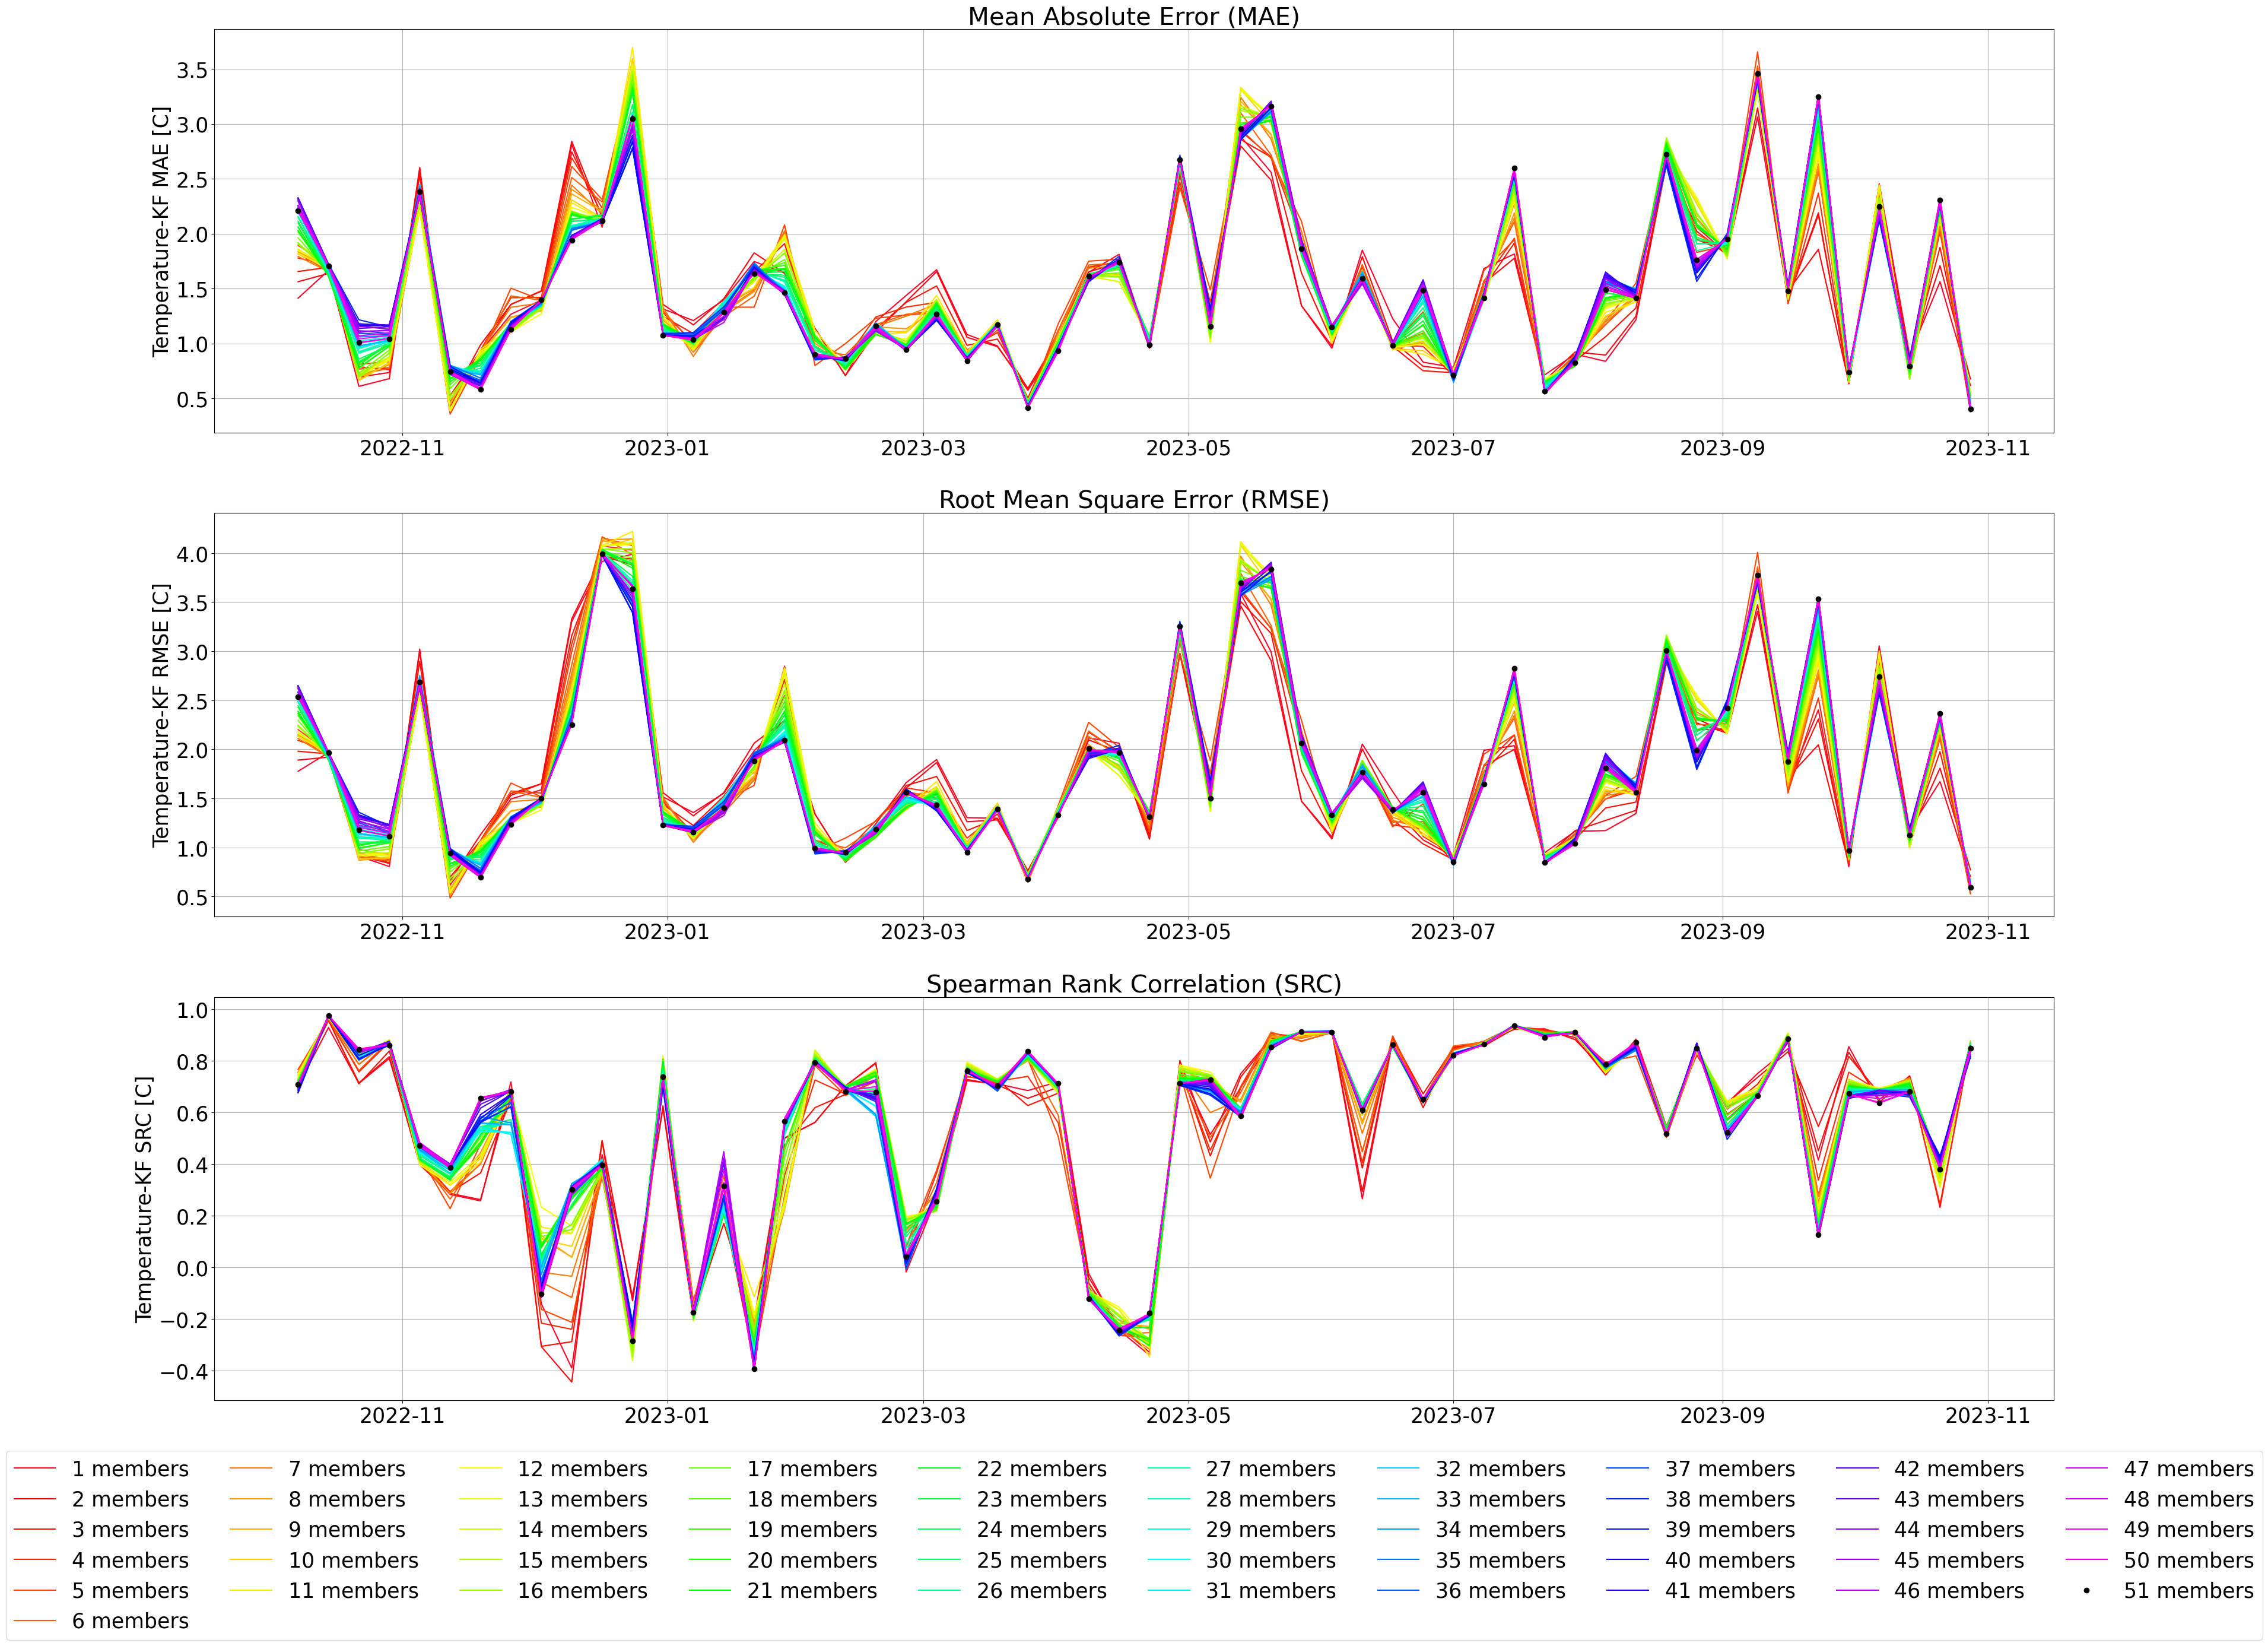 Mean Absolute Error (MAE)
Temperature-KF MAE [C]
3.5
3.0
2.5
2.0
1.5
1.0
0.5
2022-11 2023-01 2023-03 2023-05 2023-07 2023-09 2023-11
Root Mean Square Error (RMSE)
Temperature-KF RMSE [C]
4.0
3.5
3.0
2.5
2.0
1.5
1.0
0.5
2022-11 2023-01 2023-03 2023-05 2023-07 2023-09 2023-11
Spearman Rank Correlation (SRC)
Temperature-KF SRC [C]
1.0
0.8
0.6
0.4
0.2
0.0
−0.2
−0.4
2022-11 2023-01 2023-03 2023-05 2023-07 2023-09 2023-11
1 members 7 members 12 members 17 members 22 members 27 members 32 members 37 members 42 members 47 members
2 members 8 members 13 members 18 members 23 members 28 members 33 members 38 members 43 members 48 members
3 members 9 members 14 members 19 members 24 members 29 members 34 members 39 members 44 members 49 members
4 members 10 members 15 members 20 members 25 members 30 members 35 members 40 members 45 members 50 members
5 members 11 members 16 members 21 members 26 members 31 members 36 members 41 members 46 members 51 members
6 members